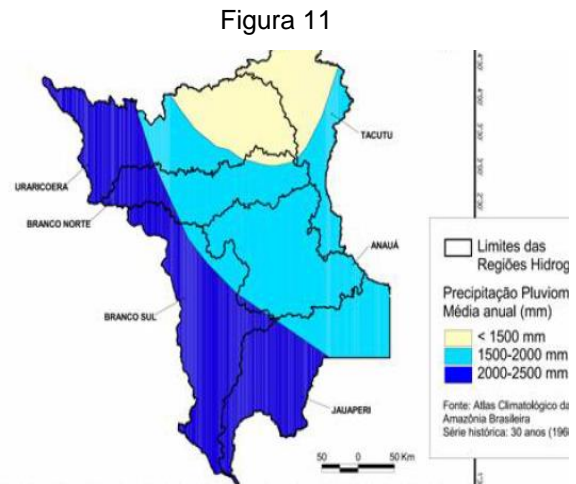 Figura 11
TACUTU
URARICOERA
BRANCO NORTE
ANAUÁ
BRANCO SUL
JAUAPERI
50 0 50 Km
Limites das
Regiões Hidrog
Precipitação Pluviom
Média anual (mm)
< 1500 mm
1500-2000 mm
2000-2500 mm
Fonte: Atlas Climatológico da
Amazônia Brasileira
Série histórica: 30 anos (196